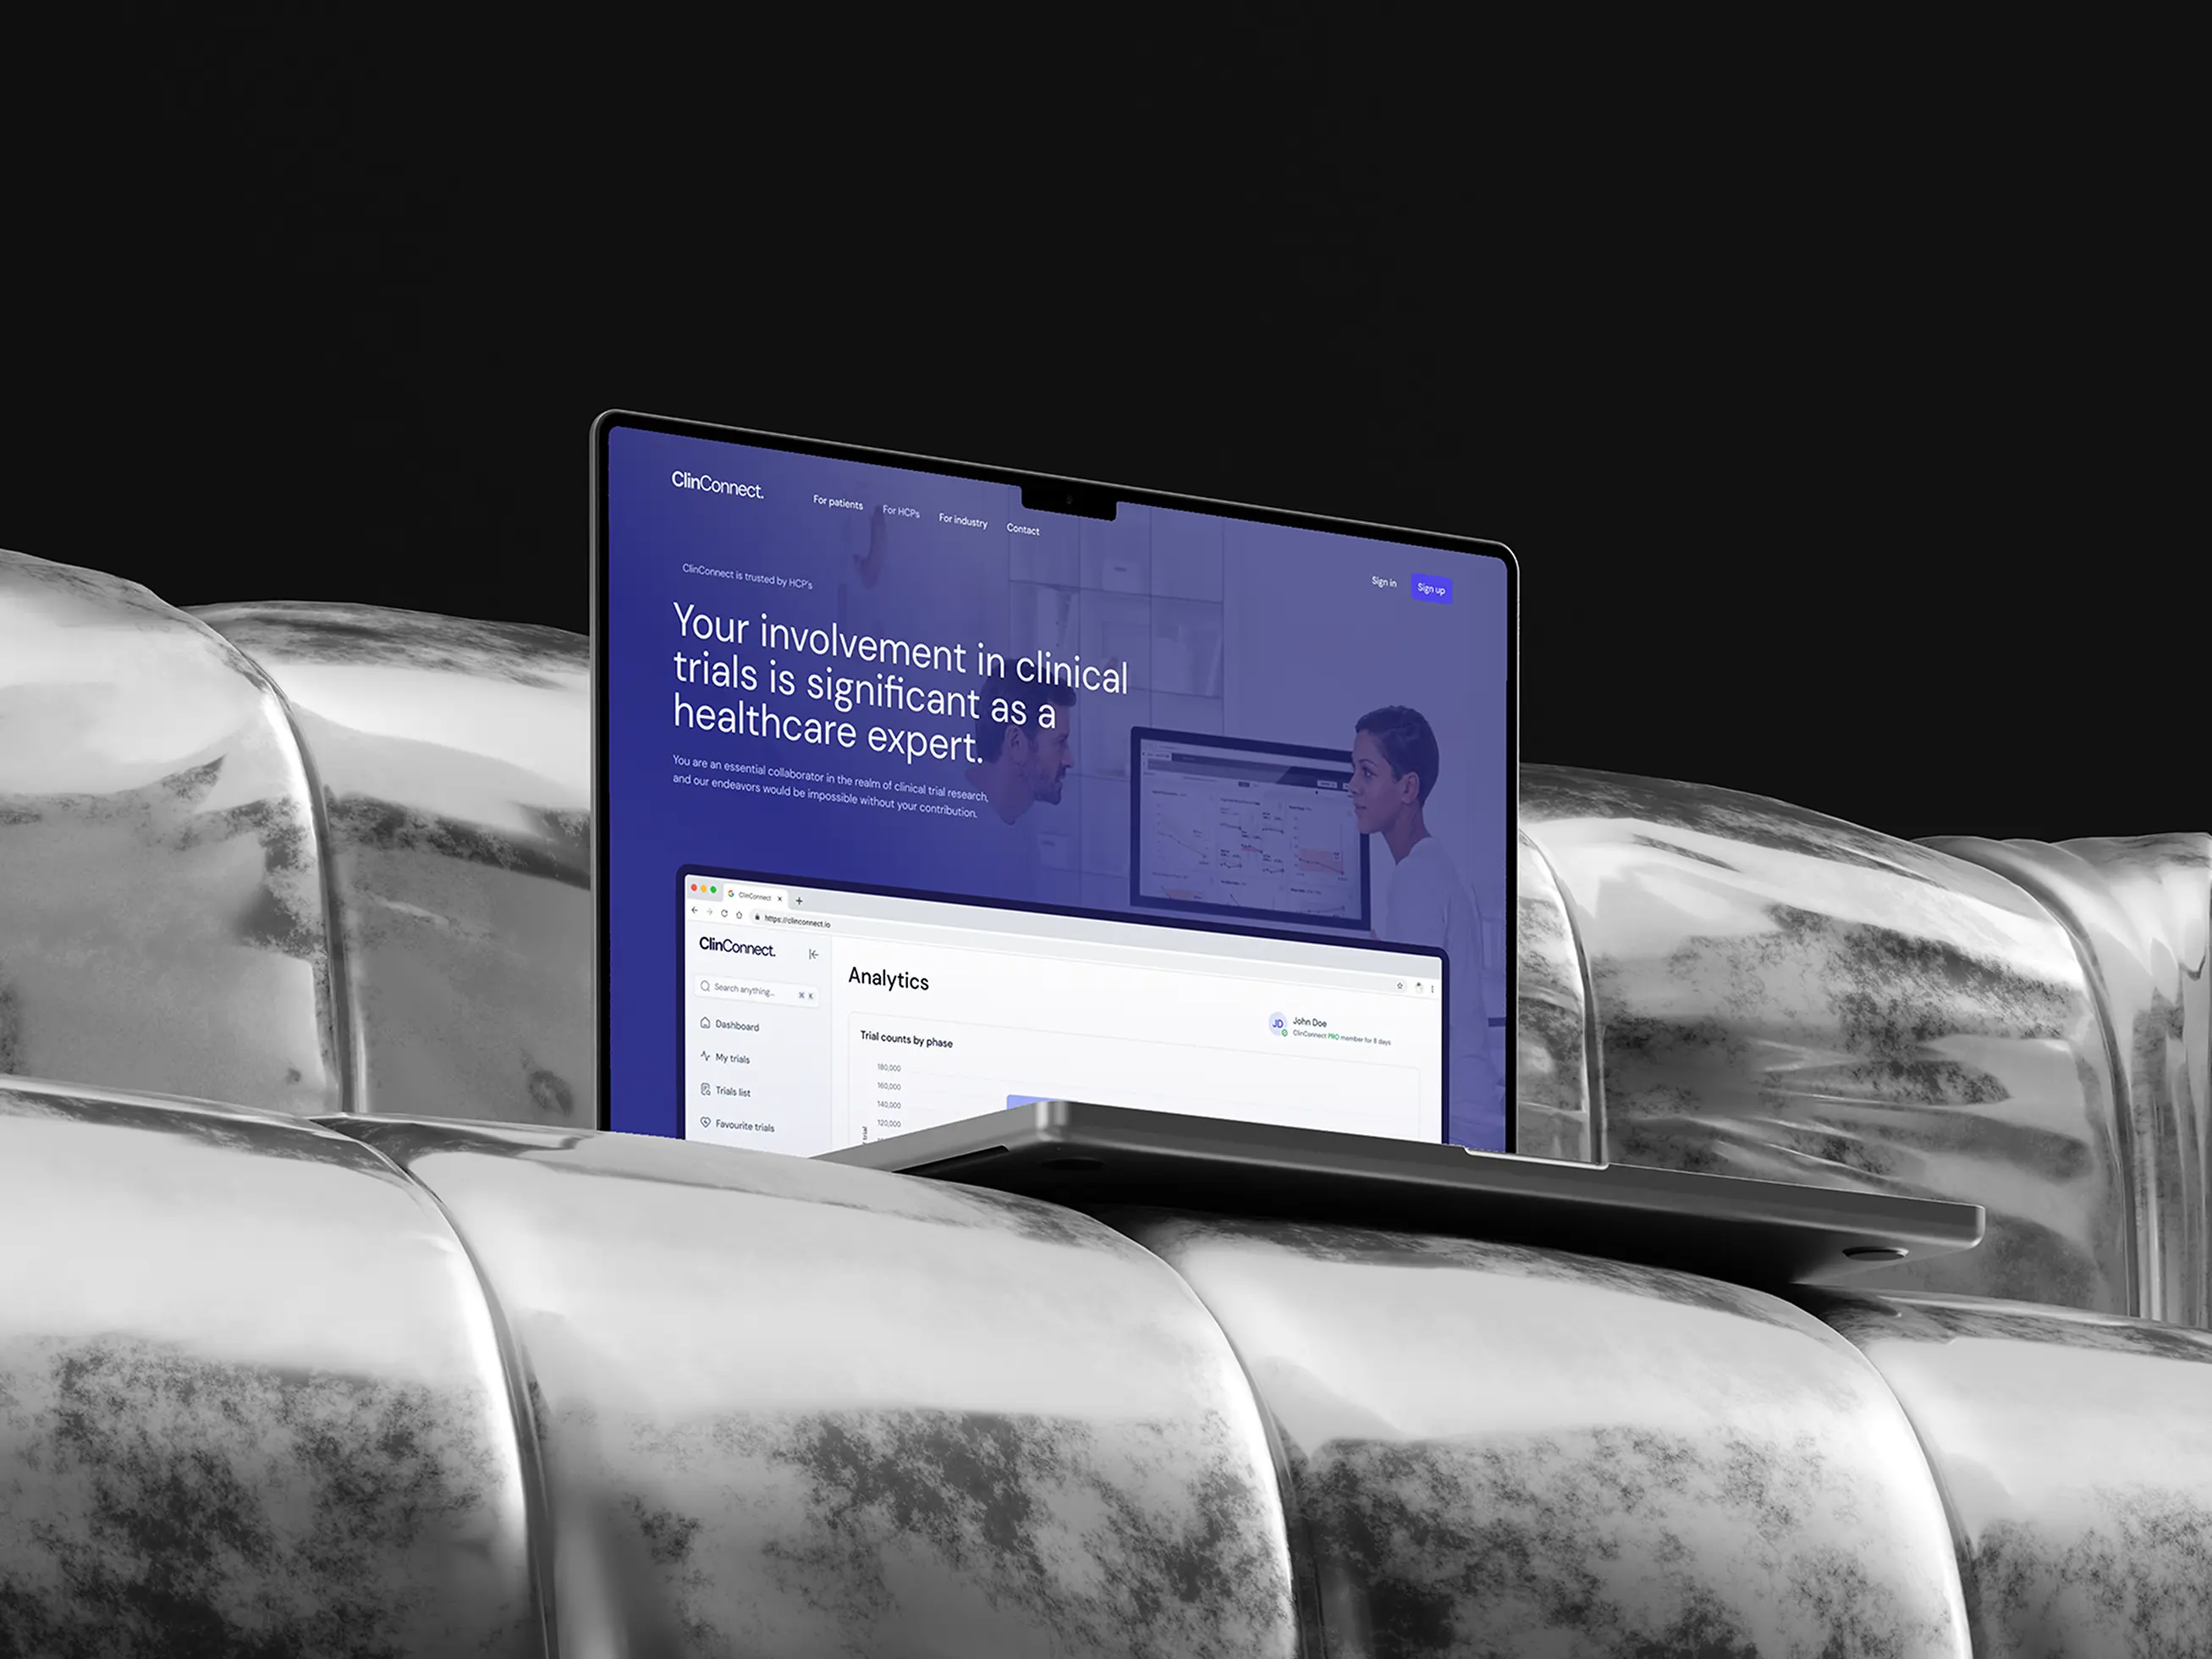 ClinConnect.
For patients
For HCPs
For industry
Contact
Sign in
Sign up
ClinConnect is trusted by HCP's
Your involvement in clinical
trials is significant as a
healthcare expert.
You are an essential collaborator in the realm of clinical trial research,
and our endeavors would be impossible without your contribution.
ClinConnect
https://clinconnect.io
ClinConnect.
Search anything...
⌘ K
Dashboard
My trials
Trials list
Favourite trials
Analytics
JD
John Doe
ClinConnect PRO member for 8 days
Trial counts by phase
180,000
160,000
140,000
120,000
trial